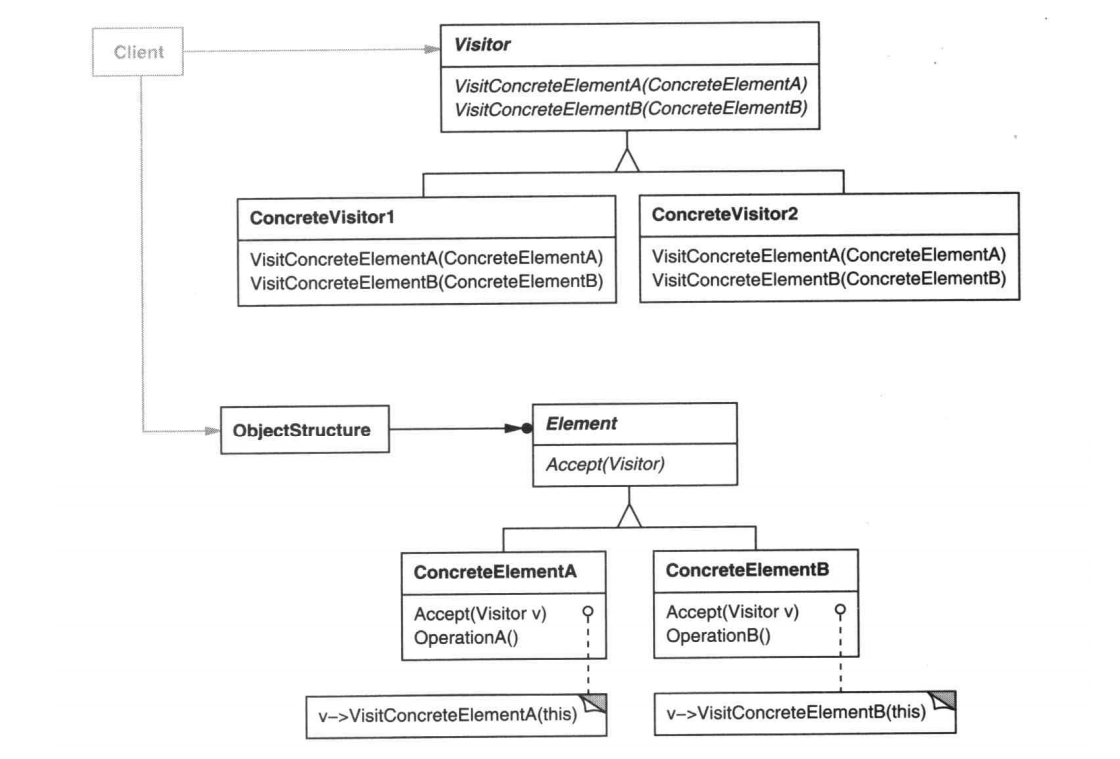 Client
Visitor
VisitConcreteElementA(ConcreteElementA)
VisitConcreteElementB(ConcreteElementB)
ConcreteVisitor1
VisitConcreteElementA(ConcreteElementA)
VisitConcreteElementB(ConcreteElementB)
ConcreteVisitor2
VisitConcreteElementA(ConcreteElementA)
VisitConcreteElementB(ConcreteElementB)
ObjectStructure
Element
Accept(Visitor)
ConcreteElementA
Accept(Visitor v)
OperationA()
ConcreteElementB
Accept(Visitor v)
OperationB()
v–>VisitConcreteElementA(this)
v–>VisitConcreteElementB(this)